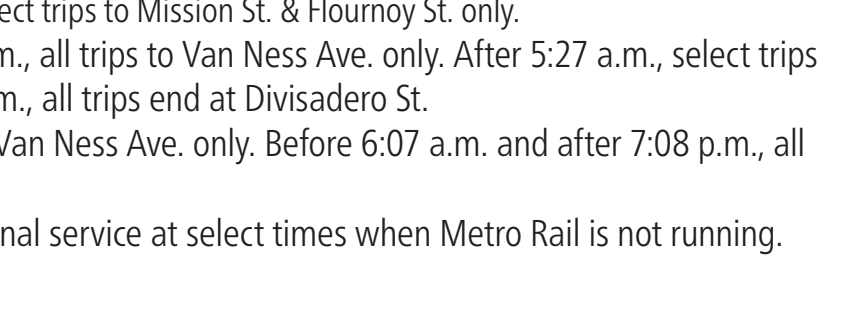 ect trips to Mission St. & Flournoy St. only.
m., all trips to Van Ness Ave. only. After 5:27 a.m., select trips
m., all trips end at Divisadero St.
Van Ness Ave. only. Before 6:07 a.m. and after 7:08 p.m., all
nal service at select times when Metro Rail is not running.